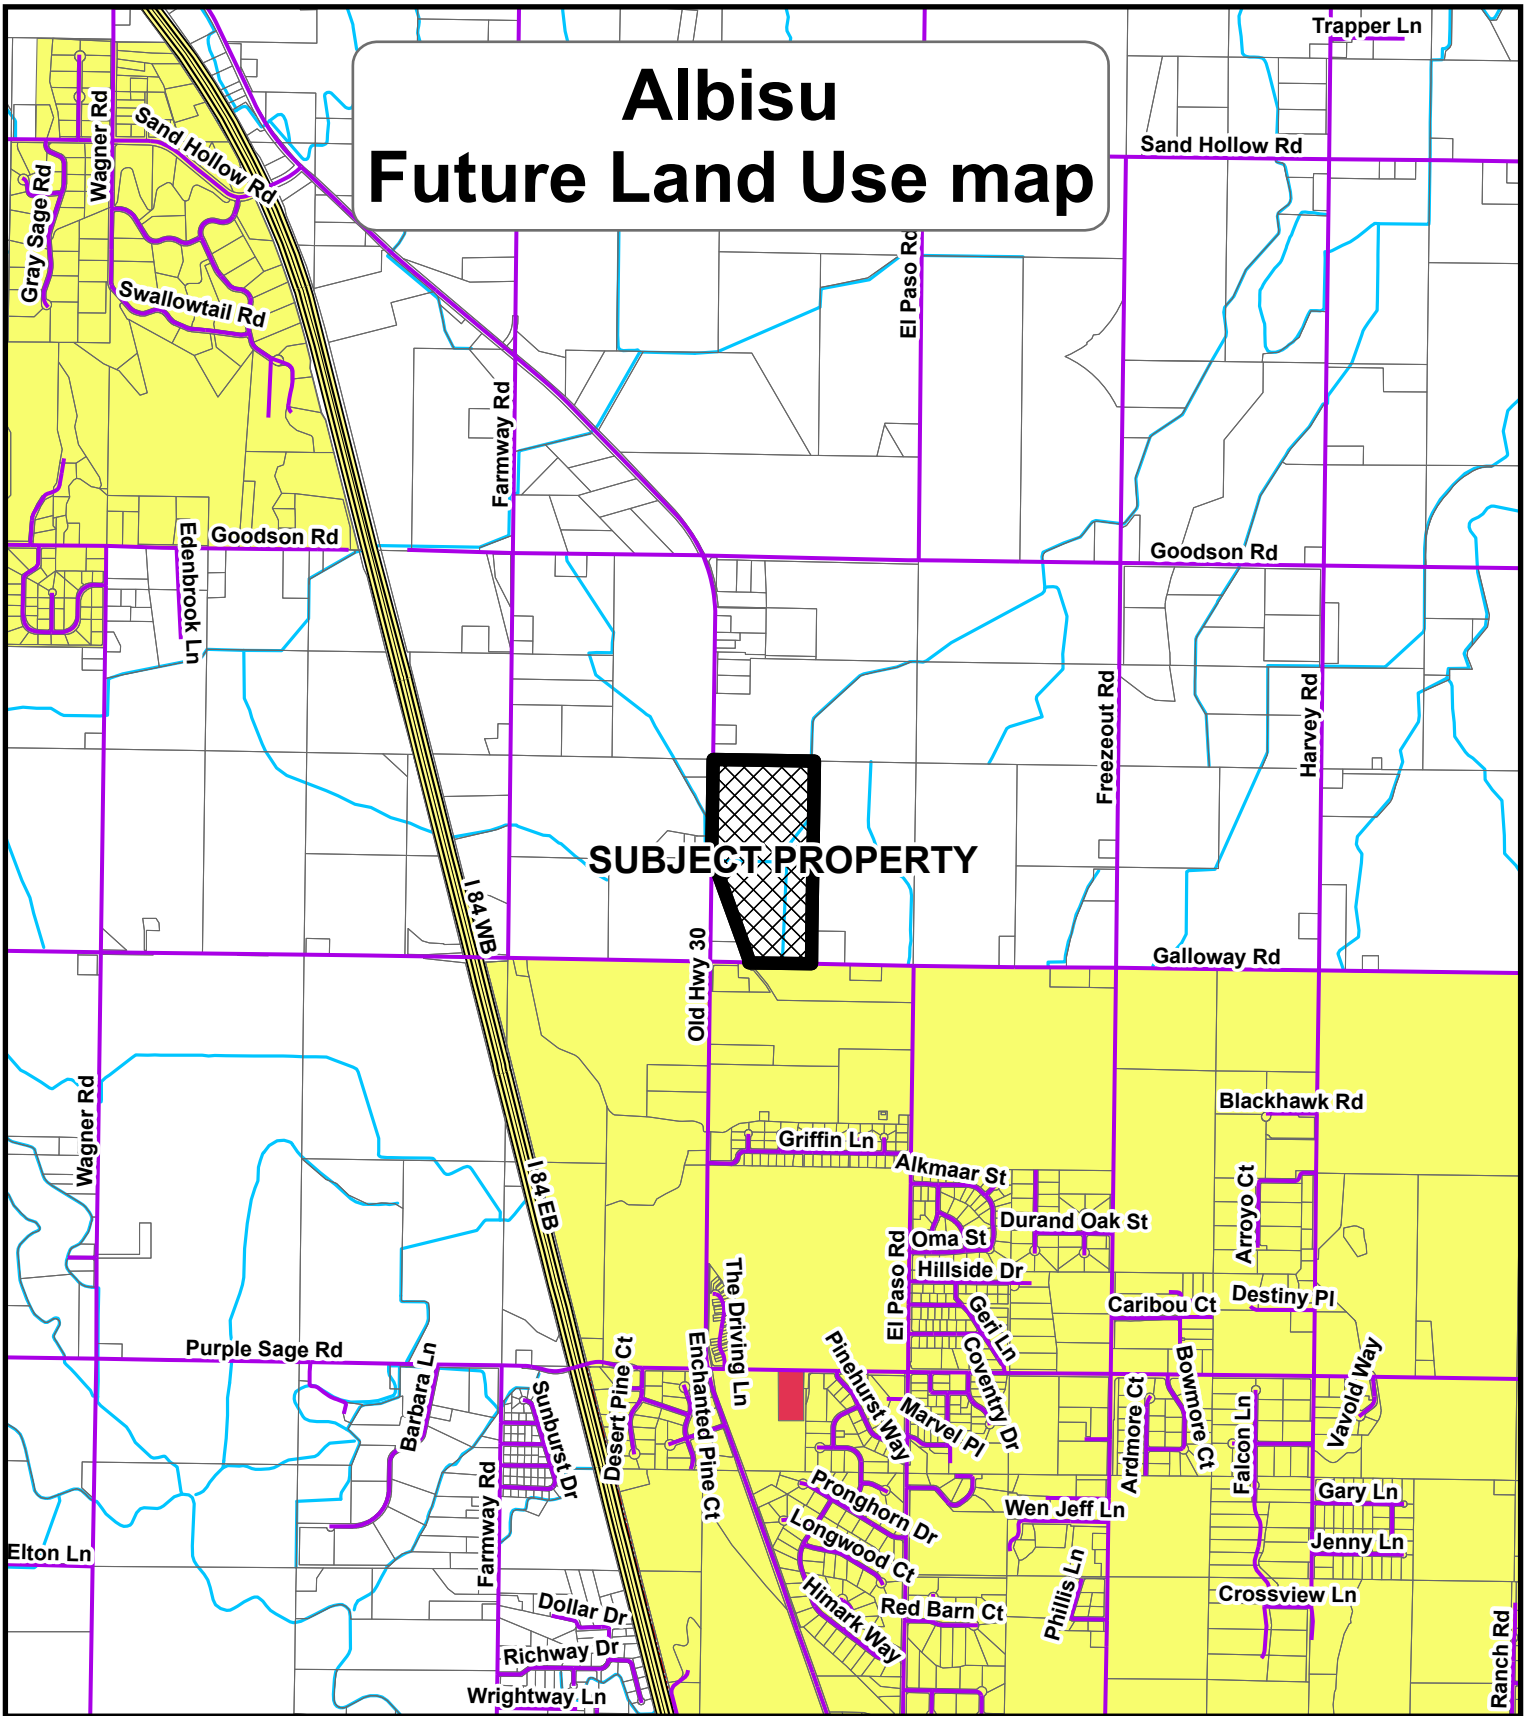 Trapper Ln
Albisu
Future Land Use map
Wagner Rd
Sand Hollow Rd
Sand Hollow Rd
Gray Sage Rd
Swallowtail Rd
El Paso Rd
Farmway Rd
Goodson Rd
Edenbrook Ln
Goodson Rd
Freezeout Rd
Harvey Rd
SUBJECT PROPERTY
I 84 WB
Old Hwy 30
Galloway Rd
Wagner Rd
Blackhawk Rd
Griffin Ln
Alkmaar St
I 84 EB
Arroyo Ct
Durand Oak St
Oma St
El Paso Rd
Hillside Dr
The Driving Ln
Geri Ln
Caribou Ct
Destiny Pl
Purple Sage Rd
Barbara Ln
Desert Pine Ct
Enchanted Pine Ct
Pinehurst Way
Coventry Dr
Bowmore Ct
Vavold Way
Sunburst Dr
Marvel Pl
Ardmore Ct
Falcon Ln
Farmway Rd
Pronghorn Dr
Wen Jeff Ln
Gary Ln
Longwood Ct
Jenny Ln
Elton Ln
Himark Way
Phillis Ln
Crossview Ln
Dollar Dr
Red Barn Ct
Richway Dr
Ranch Rd
Wrightway Ln